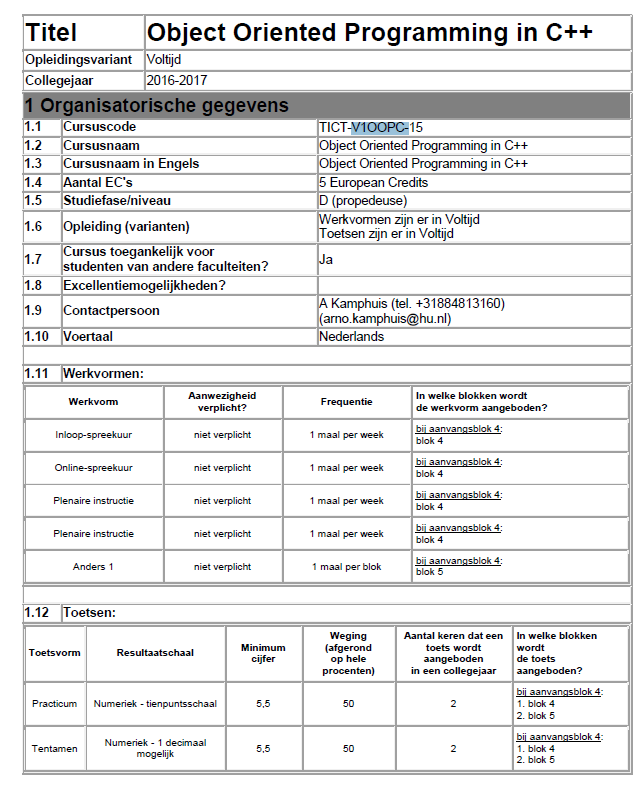 Titel Object Oriented Programming in C++
Opleidingsvariant Voltijd
Collegejaar 2016-2017
1 Organisatorische gegevens
1.1 Cursuscode TICT-V1OOPC-15
1.2 Cursusnaam Object Oriented Programming in C++
1.3 Cursusnaam in Engels Object Oriented Programming in C++
1.4 Aantal EC's 5 European Credits
1.5 Studiefase/niveau D (propedeuse)
1.6 Opleiding (varianten) Werkvormen zijn er in Voltijd
Toetsen zijn er in Voltijd
1.7 Cursus toegankelijk voor
studenten van andere faculteiten? Ja
1.8 Excellentiemogelijkheden?
1.9 Contactpersoon A Kamphuis (tel. +31884813160)
(arno.kamphuis@hu.nl)
1.10 Voertaal Nederlands
1.11 Werkvormen:
Werkvorm Aanwezigheid
verplicht? Frequentie In welke blokken wordt
de werkvorm aangeboden?
Inloop-spreekuur niet verplicht 1 maal per week bij aanvangsblok 4:
blok 4
Online-spreekuur niet verplicht 1 maal per week bij aanvangsblok 4:
blok 4
Plenaire instructie niet verplicht 1 maal per week bij aanvangsblok 4:
blok 4
Plenaire instructie niet verplicht 1 maal per week bij aanvangsblok 4:
blok 4
Anders 1 niet verplicht 1 maal per blok bij aanvangsblok 4:
blok 5
1.12 Toetsen:
Toetsvorm Resultaatschaal Minimum
cijfer Weging
(afgerond
op hele
procenten) Aantal keren dat een
toets wordt
aangeboden
in een collegejaar In welke blokken
wordt
de toets
aangeboden?
Practicum Numeriek - tienpuntsschaal 5,5 50 2 bij aanvangsblok 4:
1. blok 4
2. blok 5
Tentamen Numeriek - 1 decimaal
mogelijk 5,5 50 2 bij aanvangsblok 4:
1. blok 4
2. blok 5